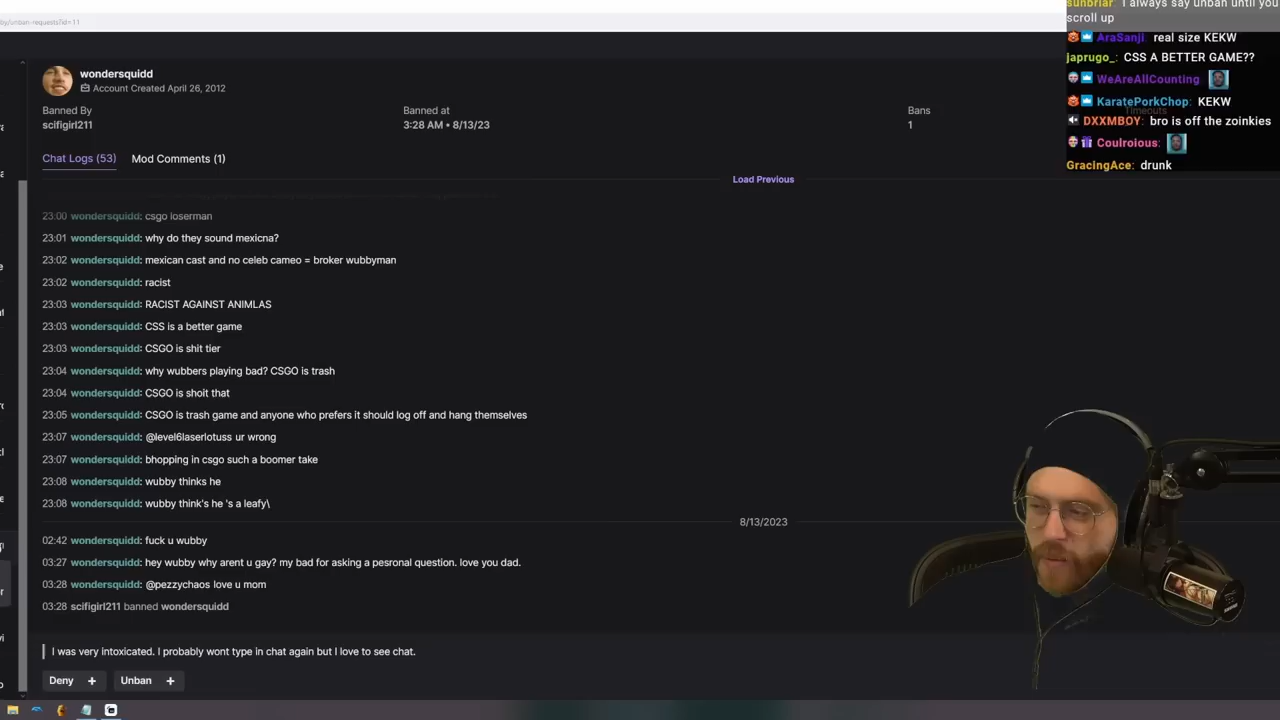 by/unban-requests?id=11
wondersquidd
Account Created April 26, 2012
Banned By
scifigirl211
Banned at
3:28 AM • 8/13/23
Bans
1
Timeouts
Chat Logs (53)
Mod Comments (1)
Load Previous
23:00 wondersquidd: csgo loserman
23:01 wondersquidd: why do they sound mexicna?
23:02 wondersquidd: mexican cast and no celeb cameo = broker wubbyman
23:02 wondersquidd: racist
23:03 wondersquidd: RACIST AGAINST ANIMLAS
23:03 wondersquidd: CSS is a better game
23:03 wondersquidd: CSGO is shit tier
23:04 wondersquidd: why wubbers playing bad? CSGO is trash
23:04 wondersquidd: CSGO is shoit that
23:05 wondersquidd: CSGO is trash game and anyone who prefers it should log off and hang themselves
23:07 wondersquidd: @level6laserlotuss ur wrong
23:07 wondersquidd: bhopping in csgo such a boomer take
23:08 wondersquidd: wubby thinks he
23:08 wondersquidd: wubby think's he 's a leafy\
8/13/2023
02:42 wondersquidd: fuck u wubby
03:27 wondersquidd: hey wubby why arent u gay? my bad for asking a pesronal question. love you dad.
03:28 wondersquidd: @pezzychaos love u mom
03:28 scifigirl211 banned wondersquidd
I was very intoxicated. I probably wont type in chat again but I love to see chat.
Deny +
Unban +
sunbriar: I always say unban until you
scroll up
AraSanji: real size KEKW
japrugo_: CSS A BETTER GAME??
WeAreAllCounting
KaratePorkChop: KEKW
DXXMBOY: bro is off the zoinkies
Coulroious:
GracingAce: drunk